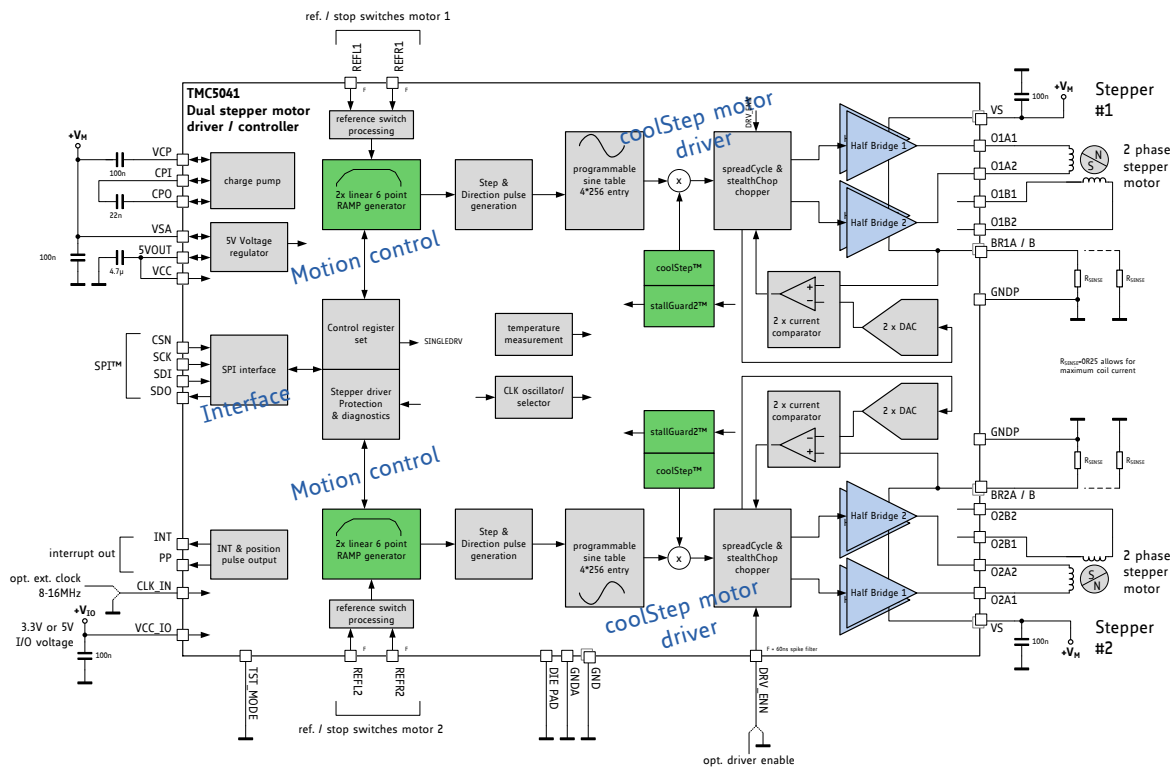 ref. / stop switches motor 1
REFL1
REFR1
F
F
TMC5041
Dual stepper motor
driver / controller
reference switch
processing
coolStep motor
driver
DRV_ENN
+VM
100n
VS
Stepper
#1
+VM
VCP
100n
CPI
CPO
22n
charge pump
2x linear 6 point
RAMP generator
Step &
Direction pulse
generation
programmable
sine table
4*256 entry
x
spreadCycle &
stealthChop
chopper
Half Bridge 1
Half Bridge 2
O1A1
O1A2
O1B1
O1B2
BR1A / B
N
S
2 phase
stepper
motor
VSA
5VOUT
VCC
100n
4.7µ
5V Voltage
regulator
Motion control
coolStep™
stallGuard2™
2 x current
comparator
2 x DAC
RSENSE
RSENSE
GNDP
Control register
set
SINGLEDRV
temperature
measurement
SPI™
CSN
SCK
SDI
SDO
SPI interface
Interface
Stepper driver
Protection
& diagnostics
CLK oscillator/
selector
RSENSE=0R25 allows for
maximum coil current
stallGuard2™
coolStep™
2 x current
comparator
2 x DAC
GNDP
RSENSE
RSENSE
BR2A / B
Motion control
interrupt out
INT
PP
INT & position
pulse output
2x linear 6 point
RAMP generator
Step &
Direction pulse
generation
programmable
sine table
4*256 entry
x
spreadCycle &
stealthChop
chopper
Half Bridge 2
Half Bridge 1
O2B2
O2B1
O2A2
O2A1
S
N
2 phase
stepper
motor
opt. ext. clock
8-16MHz
CLK_IN
+VIO
3.3V or 5V
I/O voltage
VCC_IO
100n
reference switch
processing
coolStep motor
driver
VS
100n
+VM
Stepper
#2
F
F
F = 60ns spike filter
TST_MODE
REFL2
REFR2
DIE PAD
GNDA
GND
DRV_ENN
ref. / stop switches motor 2
opt. driver enable